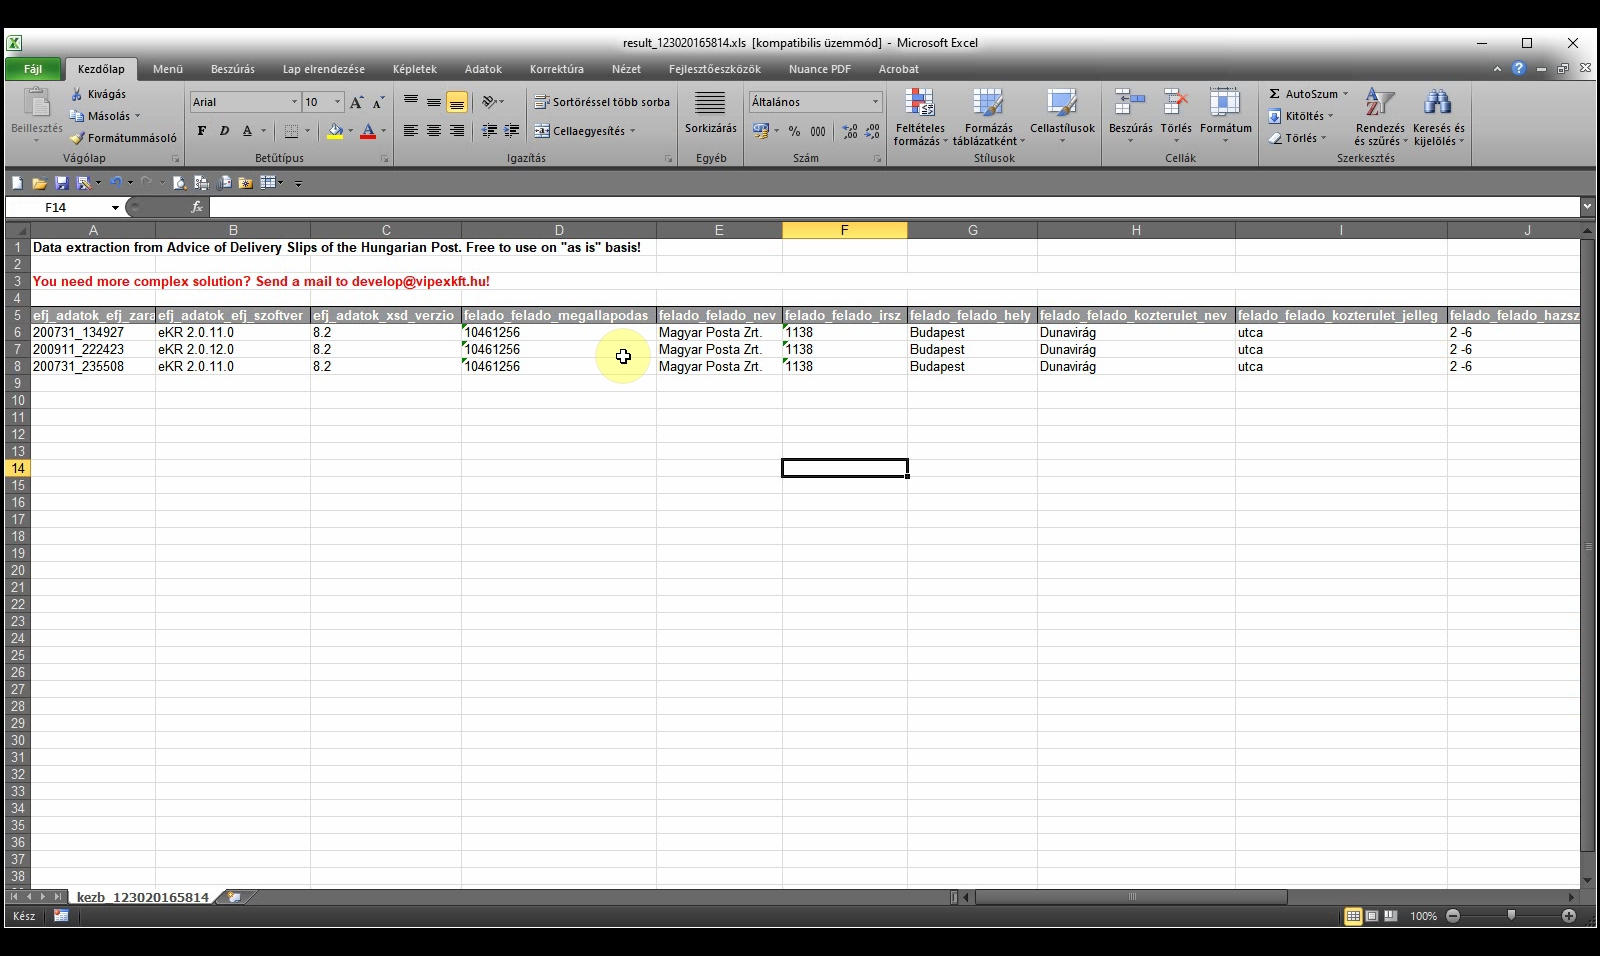 result_123020165814.xls [kompatibilis üzemmód] - Microsoft Excel
Fájl Kezdőlap Menü Beszúrás Lap elrendezése Képletek Adatok Korrektúra Nézet Fejlesztőeszközök Nuance PDF Acrobat
Beillesztés Kivágás Másolás Formátummásoló Vágólap
Arial 10 F D A A Betűtípus
Sortöréssel több sorba Cellaegyesítés Igazítás
Sorkizárás Egyéb
Általános % 000 Szám
Feltételes formázás Formázás táblázatként Cellastílusok Stílusok
Beszúrás Törlés Formátum Cellák
Σ AutoSzum Kitöltés Törlés Rendezés és szűrés Keresés és kijelölés Szerkesztés
F14 fx
A B C D E F G H I J
1 Data extraction from Advice of Delivery Slips of the Hungarian Post. Free to use on "as is" basis!
2
3 You need more complex solution? Send a mail to develop@vipexkft.hu!
4
5 efj_adatok_efj_zara efj_adatok_efj_szoftver efj_adatok_xsd_verzio felado_felado_megallapodas felado_felado_nev felado_felado_irsz felado_felado_hely felado_felado_kozterulet_nev felado_felado_kozterulet_jelleg felado_felado_hazsz
6 200731_134927 eKR 2.0.11.0 8.2 10461256 Magyar Posta Zrt. 1138 Budapest Dunavirág utca 2 -6
7 200911_222423 eKR 2.0.12.0 8.2 10461256 Magyar Posta Zrt. 1138 Budapest Dunavirág utca 2 -6
8 200731_235508 eKR 2.0.11.0 8.2 10461256 Magyar Posta Zrt. 1138 Budapest Dunavirág utca 2 -6
9
10
11
12
13
14
15
16
17
18
19
20
21
22
23
24
25
26
27
28
29
30
31
32
33
34
35
36
37
38
kezb_123020165814
Kész 100%